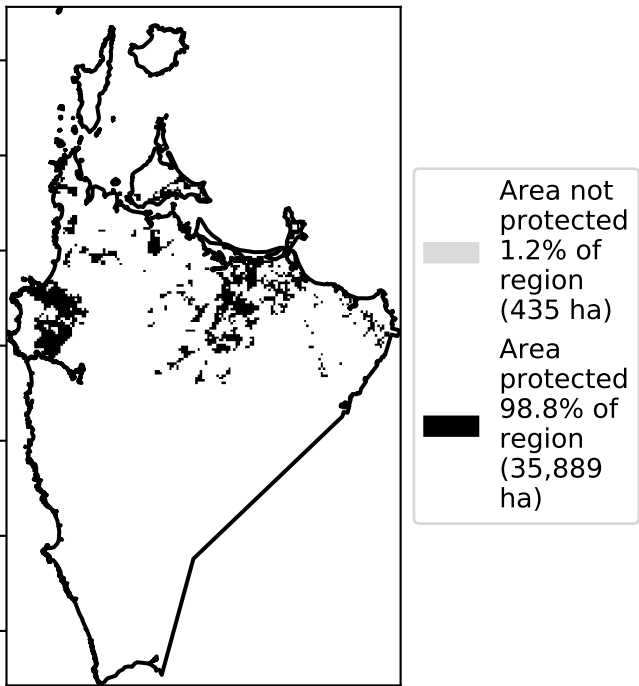 Area not
protected
1.2% of
region
(435 ha)
Area
protected
98.8% of
region
(35,889
ha)